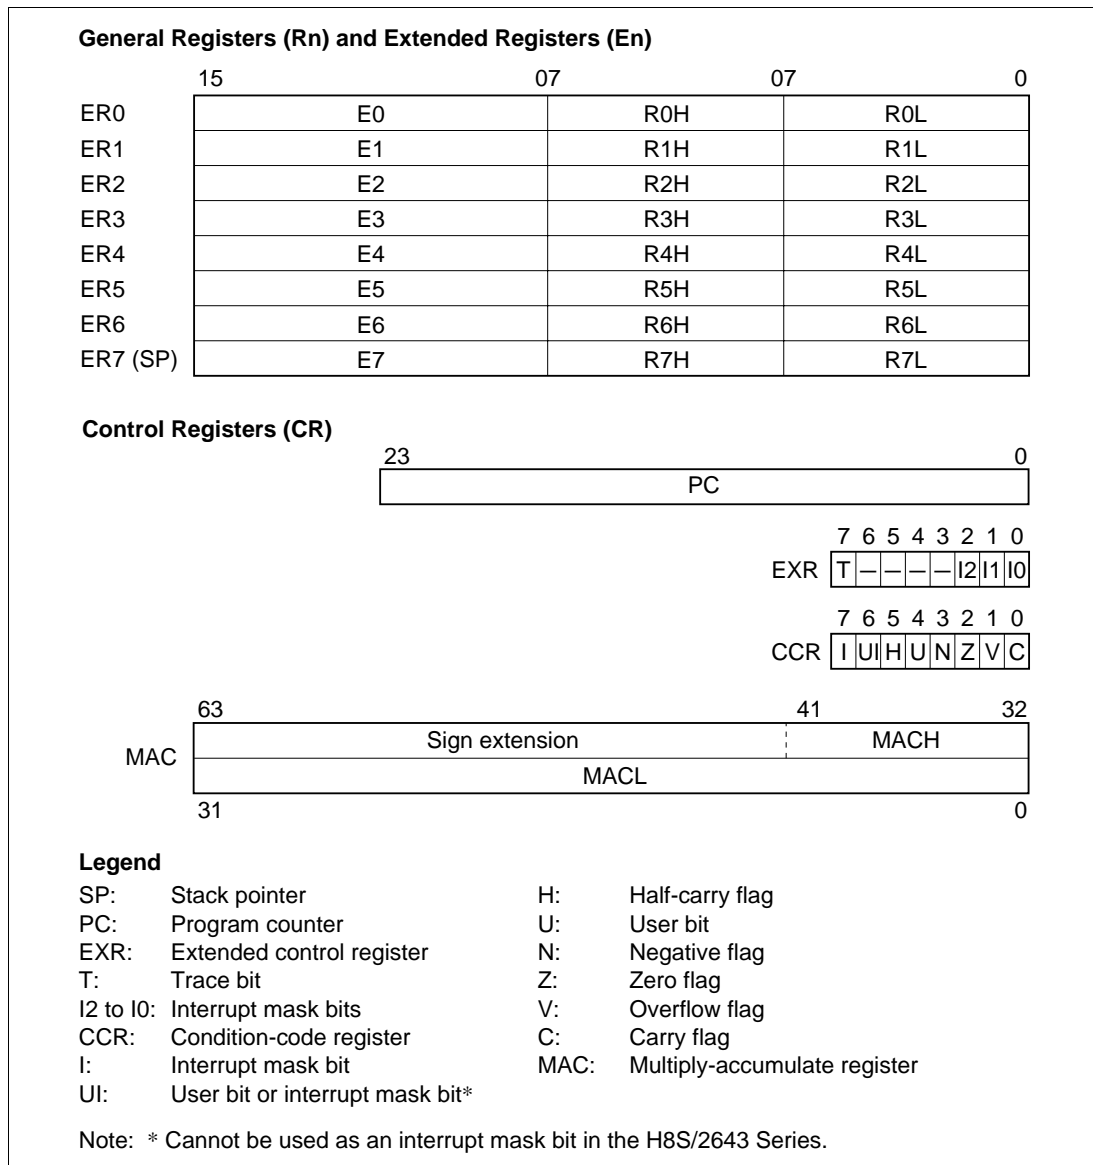 General Registers (Rn) and Extended Registers (En)
15 07 07 0
ER0 E0 R0H R0L
ER1 E1 R1H R1L
ER2 E2 R2H R2L
ER3 E3 R3H R3L
ER4 E4 R4H R4L
ER5 E5 R5H R5L
ER6 E6 R6H R6L
ER7 (SP) E7 R7H R7L
Control Registers (CR)
23 0
PC
7 6 5 4 3 2 1 0
EXR T — — — — I2 I1 I0
7 6 5 4 3 2 1 0
CCR I UI H U N Z V C
63 41 32
Sign extension MACH
MAC
MACL
31 0
Legend
SP: Stack pointer H: Half-carry flag
PC: Program counter U: User bit
EXR: Extended control register N: Negative flag
T: Trace bit Z: Zero flag
I2 to I0: Interrupt mask bits V: Overflow flag
CCR: Condition-code register C: Carry flag
I: Interrupt mask bit MAC: Multiply-accumulate register
UI: User bit or interrupt mask bit*
Note: * Cannot be used as an interrupt mask bit in the H8S/2643 Series.